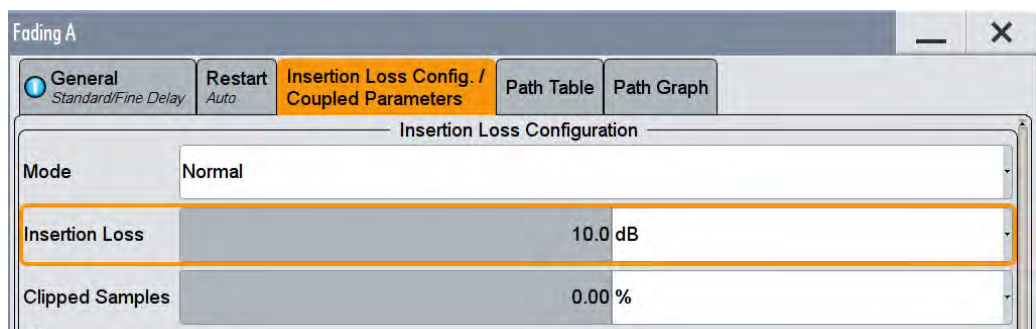 Fading A
General
Standard/Fine Delay
Restart
Auto
Insertion Loss Config. /
Coupled Parameters
Path Table
Path Graph
Insertion Loss Configuration
Mode Normal
Insertion Loss 10.0 dB
Clipped Samples 0.00 %